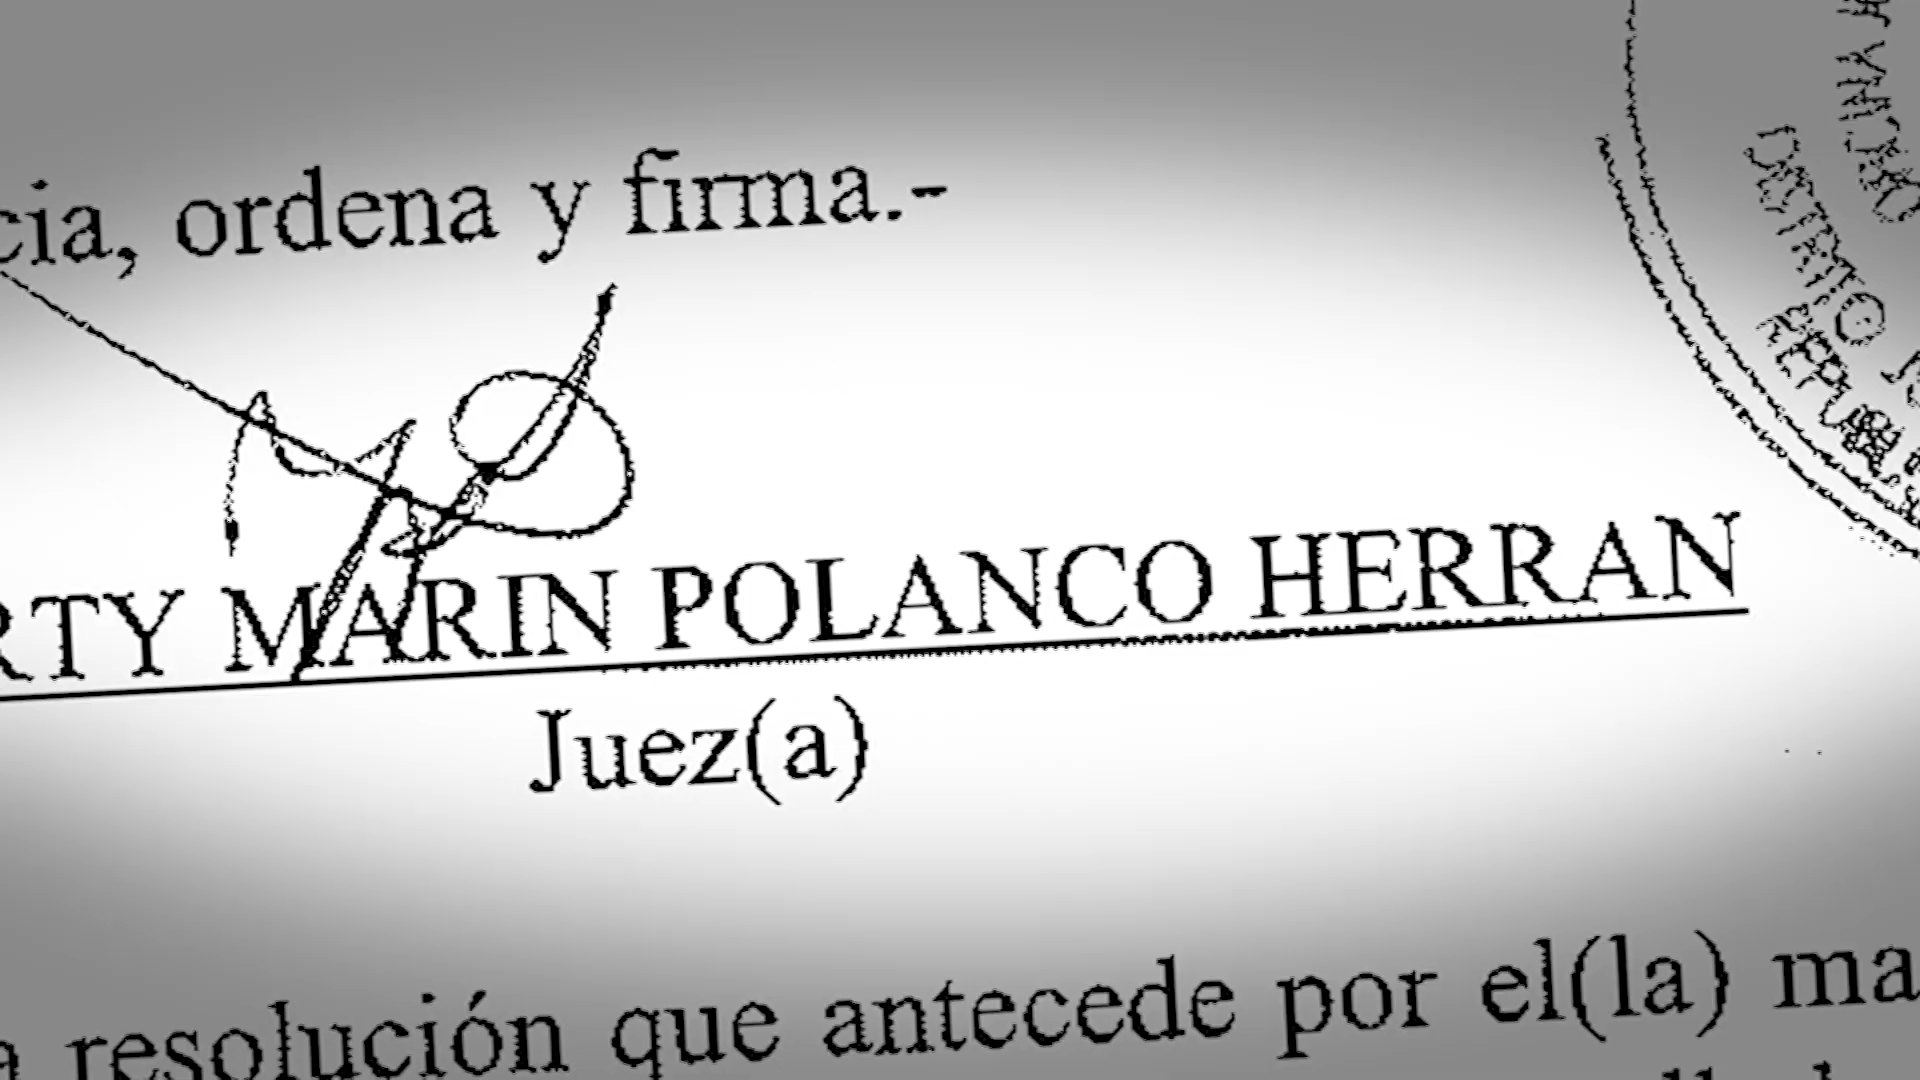 cia, ordena y firma.-
RTY MARIN POLANCO HERRAN
Juez(a)
resolución que antecede por el(la) ma